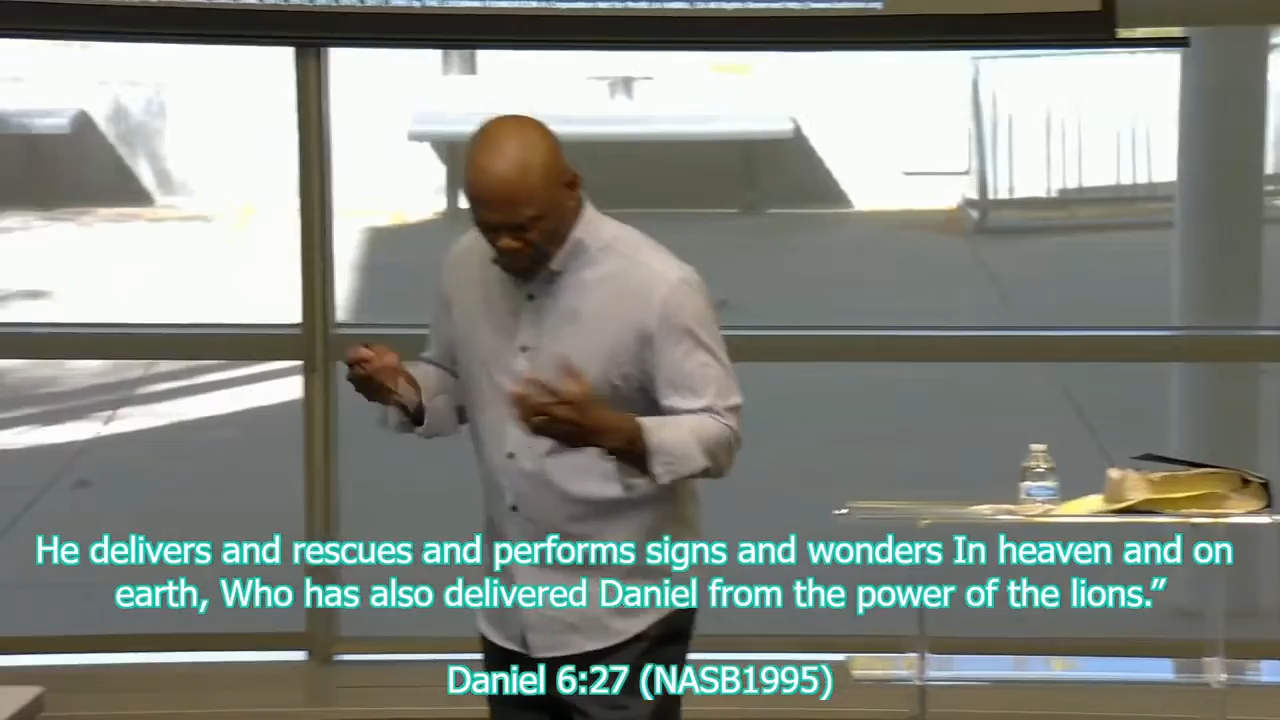 He delivers and rescues and performs signs and wonders In heaven and on
earth, Who has also delivered Daniel from the power of the lions.”
Daniel 6:27 (NASB1995)